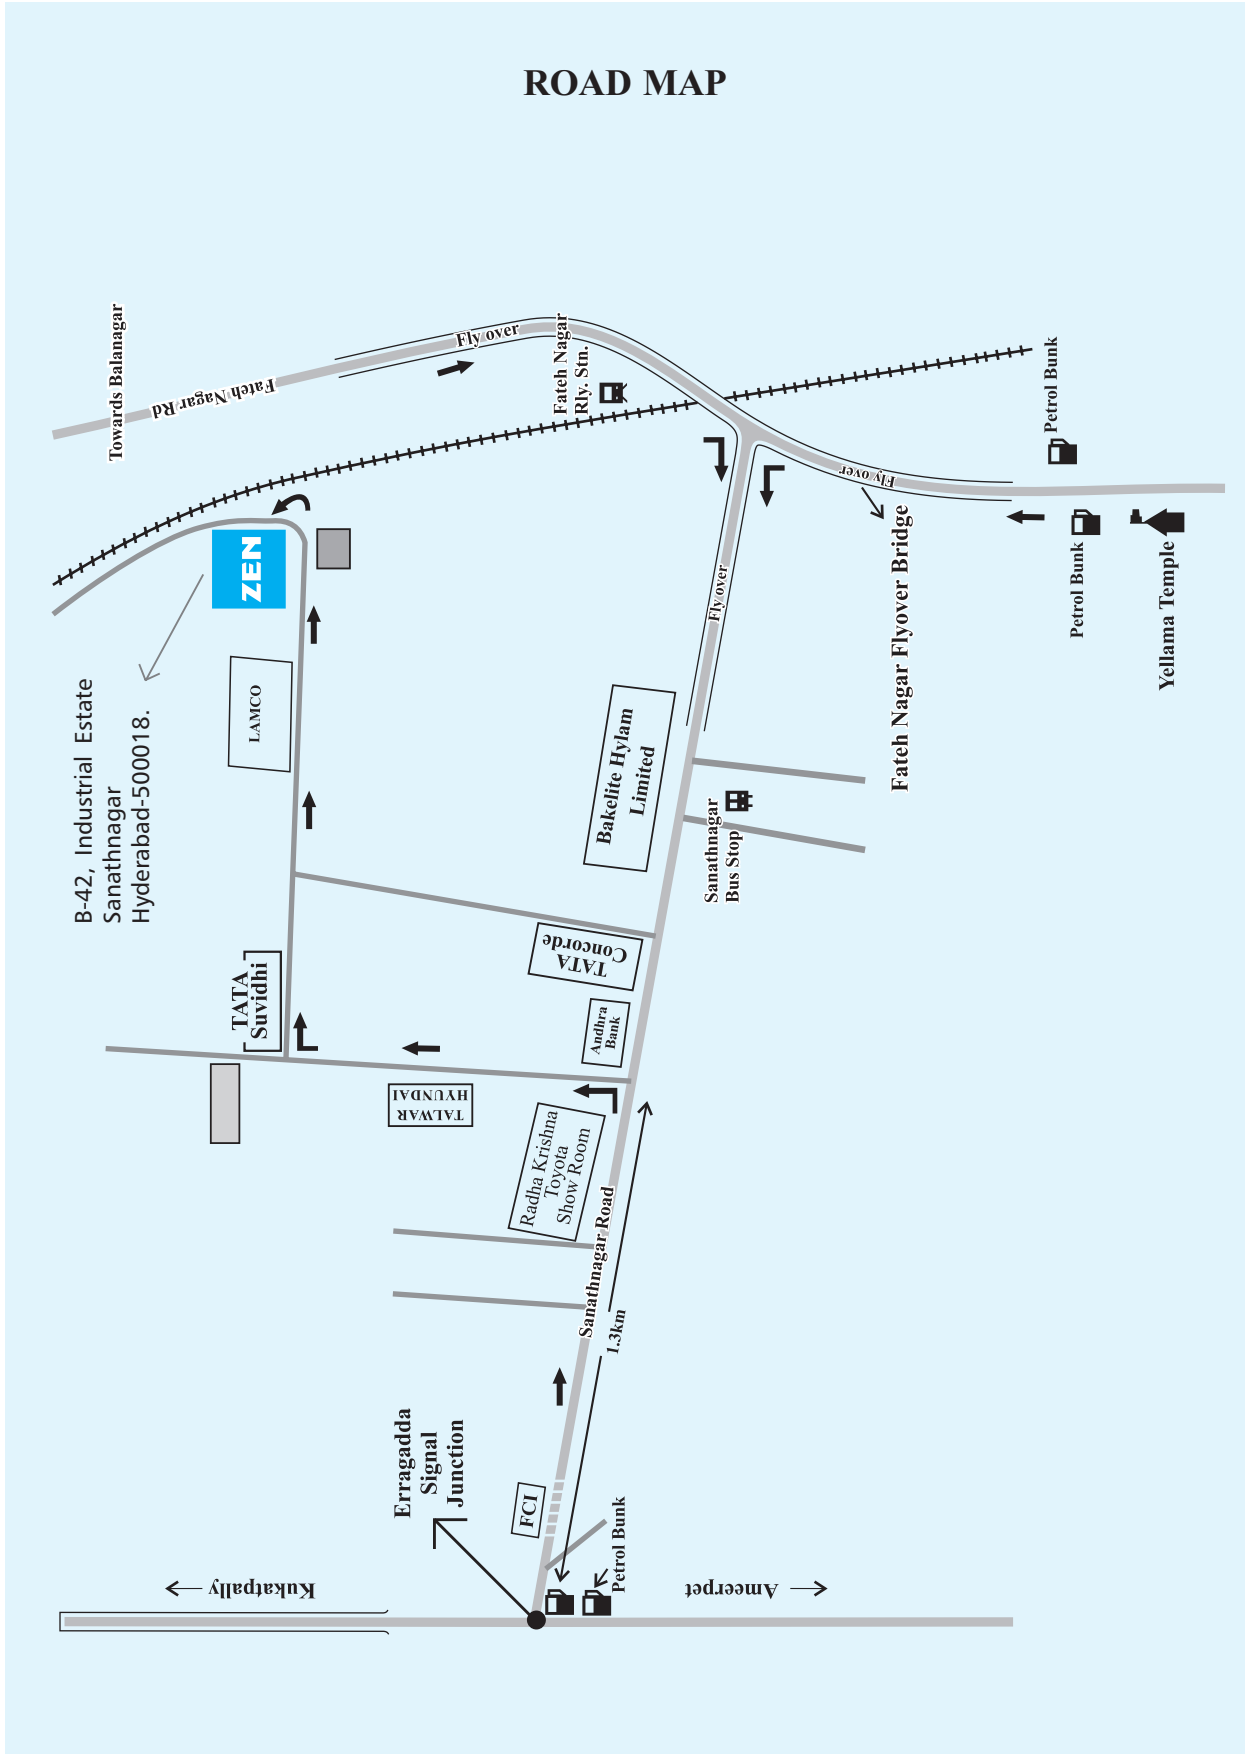 ROAD MAP
Towards Balanagar
Fateh Nagar Rd
Fly over
Fateh Nagar
Rly. Stn.
Petrol Bunk
Fly over
Fateh Nagar Flyover Bridge
Petrol Bunk
Yellama Temple
ZEN
B-42, Industrial Estate
Sanathnagar
Hyderabad-500018.
LAMCO
Fly over
Bakelite Hylam
Limited
Sanathnagar
Bus Stop
TATA
Concorde
TATA
Suvidhi
Andhra
Bank
TALWAR
HYUNDAI
Radha Krishna
Toyota
Show Room
Sanathnagar Road
1.3km
Erragadda
Signal
Junction
FCI
Petrol Bunk
Kukatpally
Ameerpet